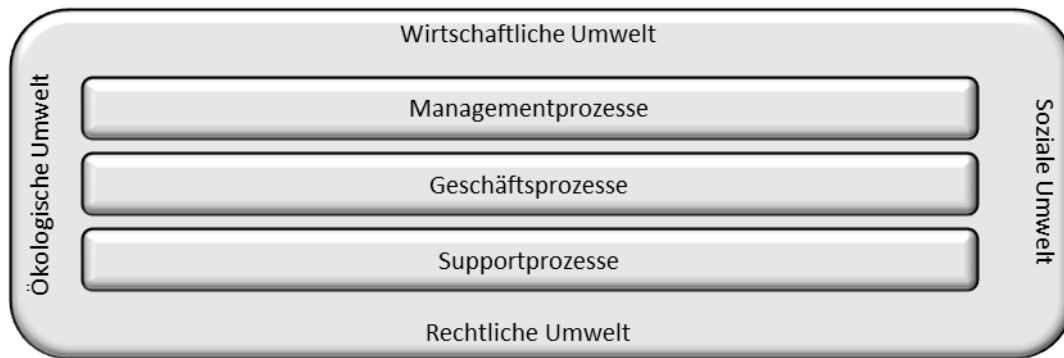 Wirtschaftliche Umwelt
Ökologische Umwelt
Managementprozesse
Geschäftsprozesse
Supportprozesse
Soziale Umwelt
Rechtliche Umwelt